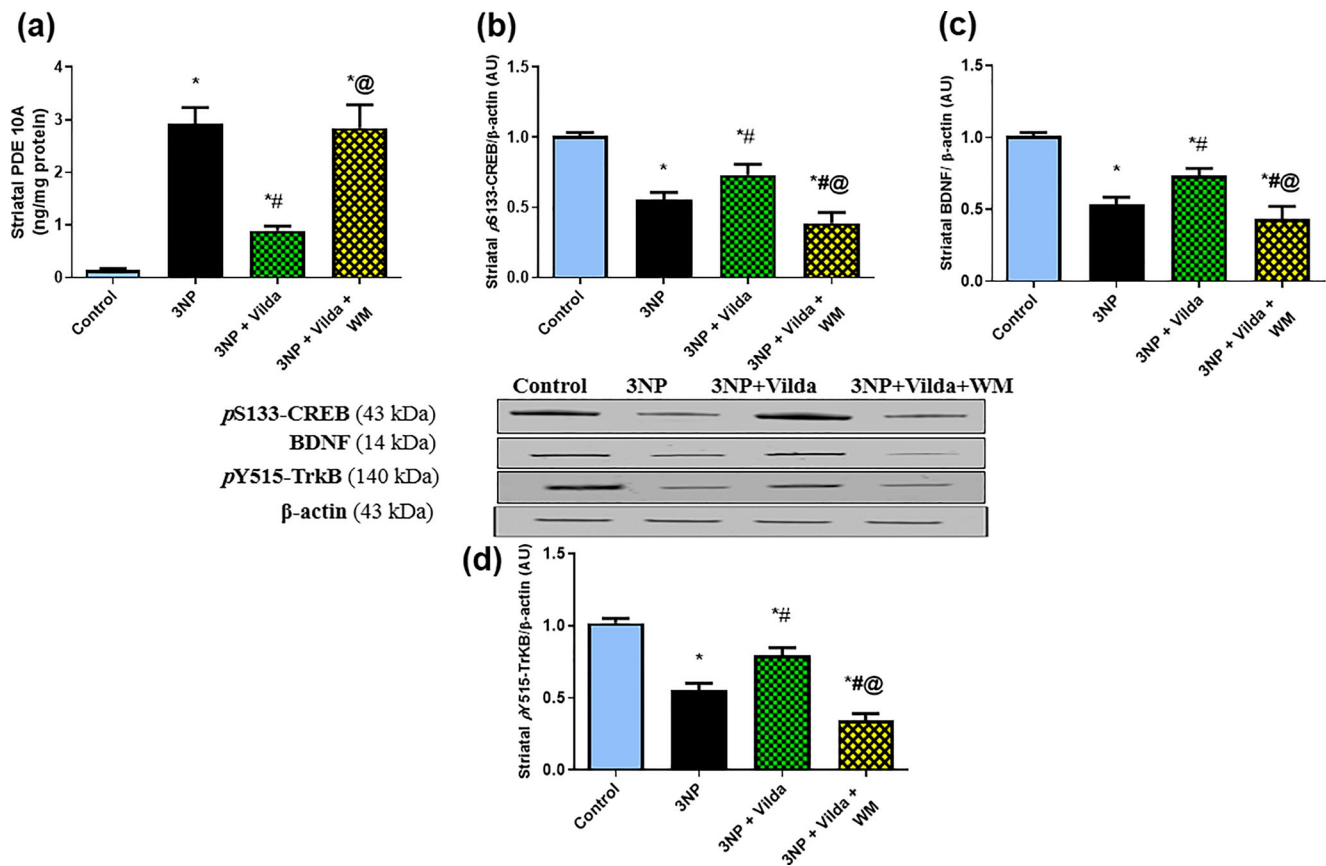 (a)
Striatal PDE 10A
(ng/mg protein)
4
3
2
1
0
*
*#
*@
Control
3NP
3NP + Vilda
3NP + Vilda +
WM
(b)
Striatal pS133-CREB/β-actin (AU)
1.5
1.0
0.5
0.0
*
*#
*#@
Control
3NP
3NP + Vilda
3NP + Vilda +
WM
(c)
Striatal BDNF/ β-actin (AU)
1.5
1.0
0.5
0.0
*
*#
*#@
Control
3NP
3NP + Vilda
3NP + Vilda +
WM
Control 3NP 3NP+Vilda 3NP+Vilda+WM
pS133-CREB (43 kDa)
BDNF (14 kDa)
pY515-TrkB (140 kDa)
β-actin (43 kDa)
(d)
Striatal pY515-TrKB/β-actin (AU)
1.5
1.0
0.5
0.0
*
*#
*#@
Control
3NP
3NP + Vilda
3NP + Vilda +
WM